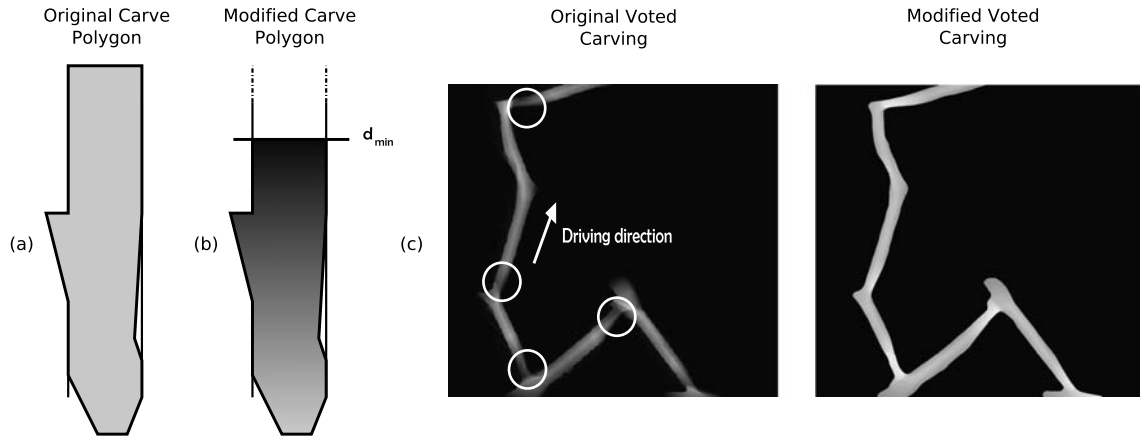 Original Carve
Polygon
Modified Carve
Polygon
Original Voted
Carving
Modified Voted
Carving
d min
(a)
(b)
(c)
Driving direction